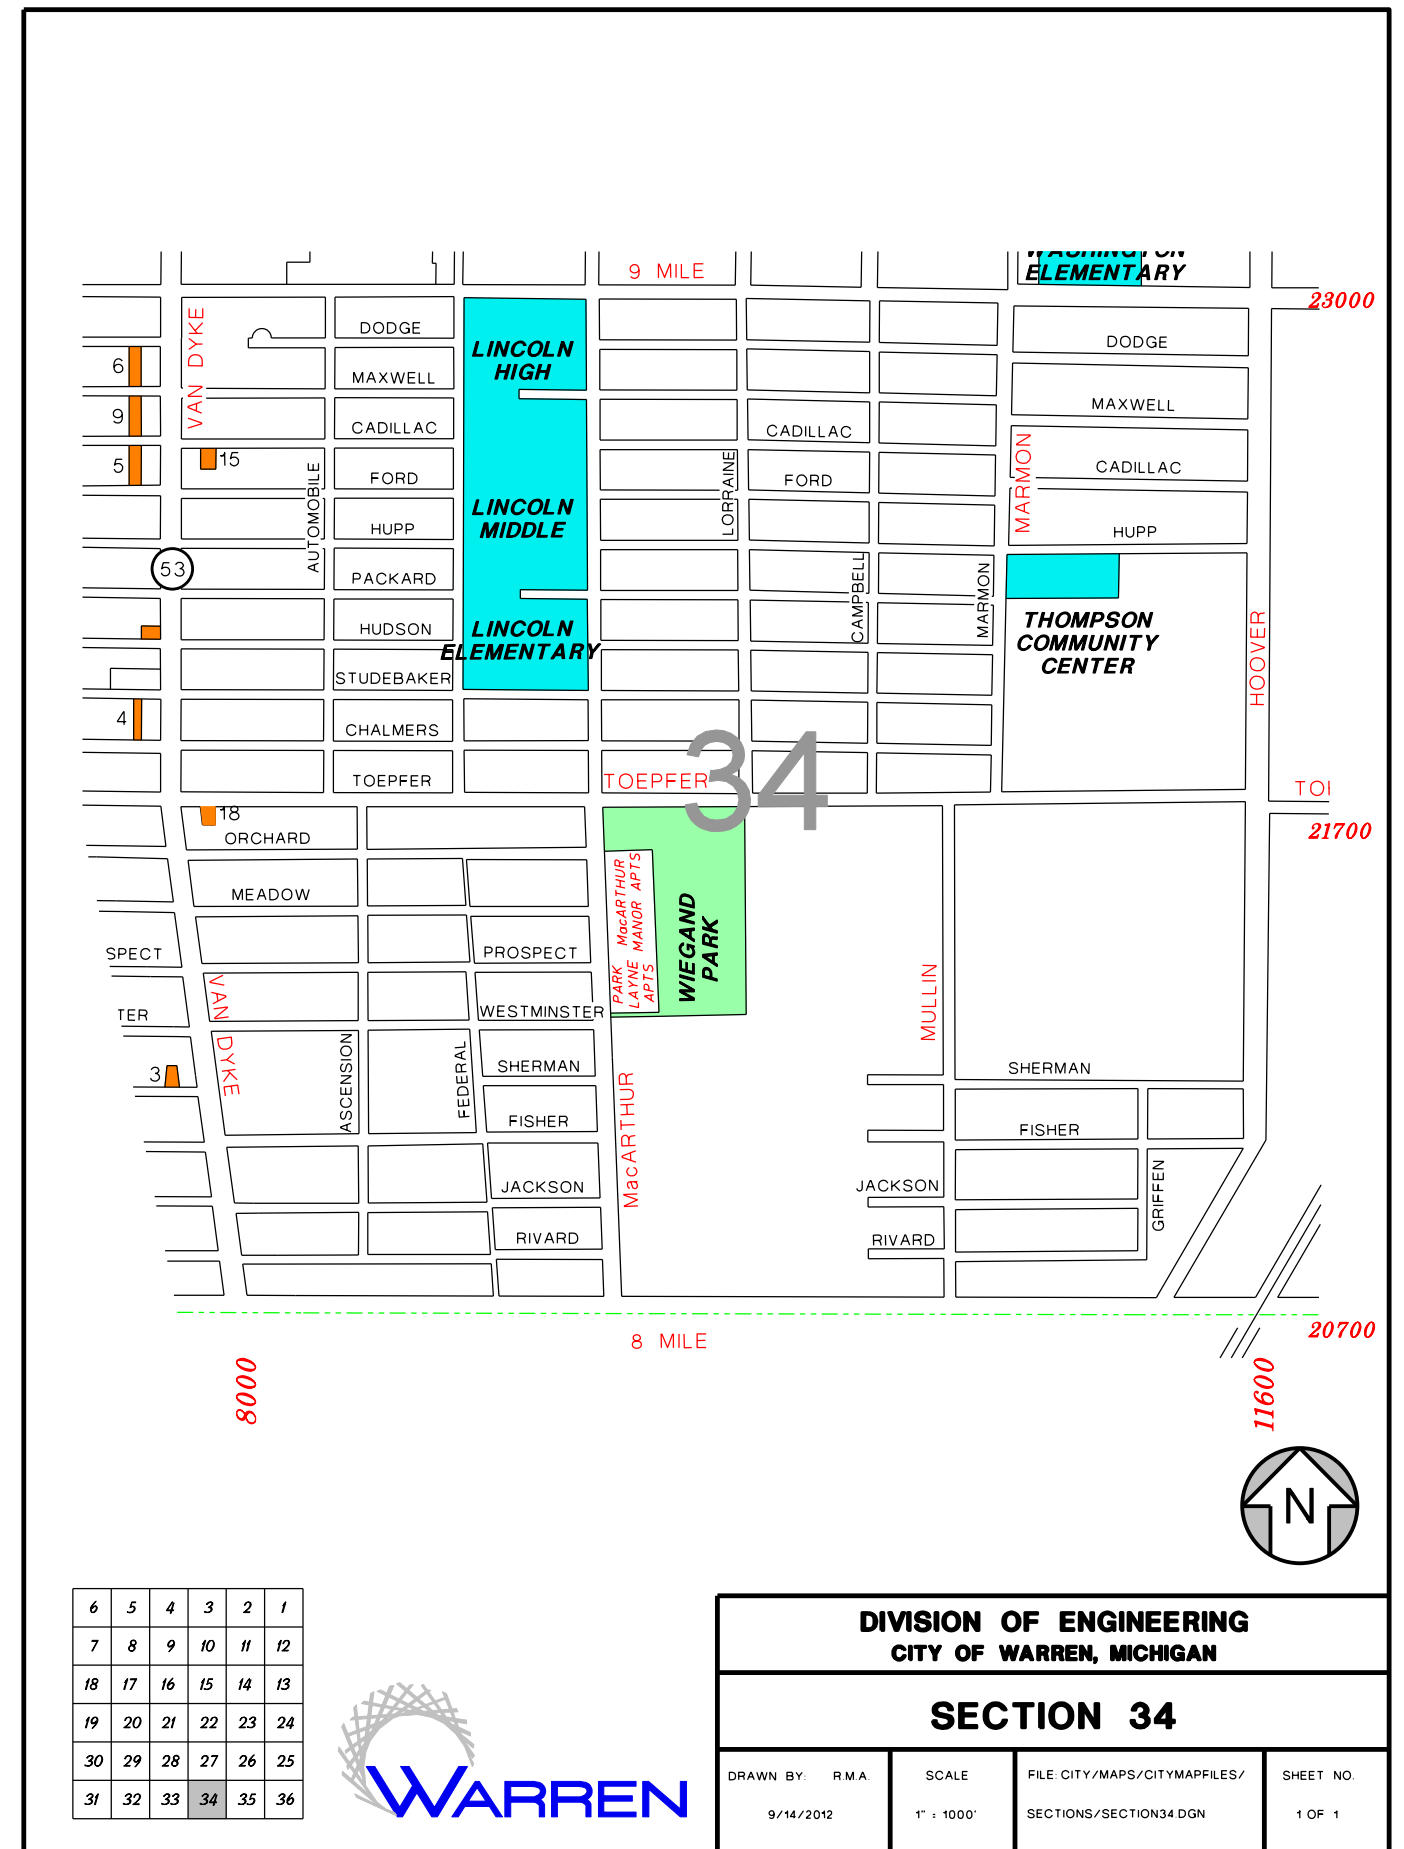 9 MILE
WASHINGTON
ELEMENTARY
23000
VAN DYKE
DODGE
LINCOLN
HIGH
DODGE
6
MAXWELL
MAXWELL
9
CADILLAC
CADILLAC
5
15
FORD
LORRAINE
FORD
MARMON
CADILLAC
AUTOMOBILE
HUPP
LINCOLN
MIDDLE
HUPP
53
PACKARD
CAMPBELL
MARMON
HUDSON
LINCOLN
ELEMENTARY
THOMPSON
COMMUNITY
CENTER
HOOVER
STUDEBAKER
4
CHALMERS
34
TOEPFER
TOEPFER
TOI
18
ORCHARD
21700
MEADOW
MacARTHUR
MANOR APTS
WIEGAND
PARK
SPECT
PROSPECT
PARK
LAYNE
APTS
VAN DYKE
MULLIN
TER
WESTMINSTER
3
ASCENSION
FEDERAL
SHERMAN
SHERMAN
FISHER
MacARTHUR
FISHER
JACKSON
JACKSON
GRIFFEN
RIVARD
RIVARD
8 MILE
20700
8000
11600
N
6 5 4 3 2 1
7 8 9 10 11 12
18 17 16 15 14 13
19 20 21 22 23 24
30 29 28 27 26 25
31 32 33 34 35 36
WARREN
DIVISION OF ENGINEERING
CITY OF WARREN, MICHIGAN
SECTION 34
DRAWN BY: R.M.A.
9/14/2012
SCALE
1" : 1000'
FILE: CITY/MAPS/CITYMAPFILES/
SECTIONS/SECTION34.DGN
SHEET NO.
1 OF 1